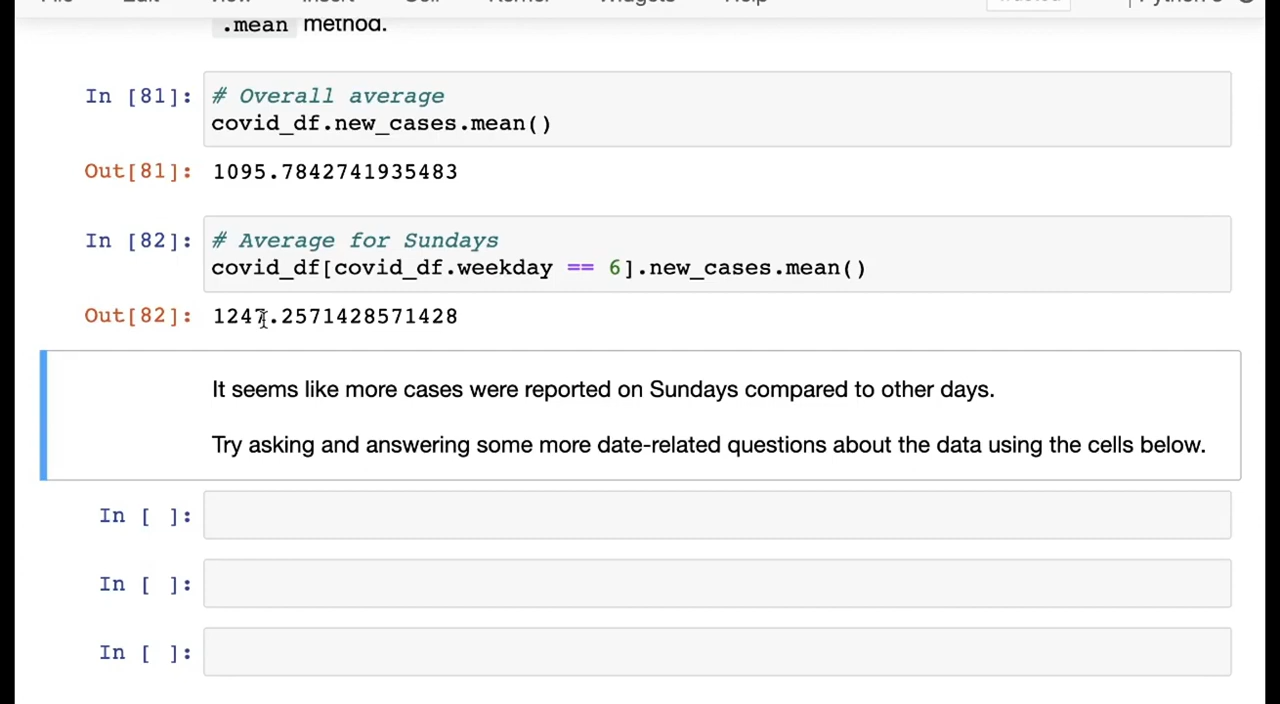 .mean method.
In [81]:
# Overall average
covid_df.new_cases.mean()
Out[81]: 1095.7842741935483
In [82]:
# Average for Sundays
covid_df[covid_df.weekday == 6].new_cases.mean()
Out[82]: 1247.2571428571428
It seems like more cases were reported on Sundays compared to other days.
Try asking and answering some more date-related questions about the data using the cells below.
In [ ]:
In [ ]:
In [ ]: